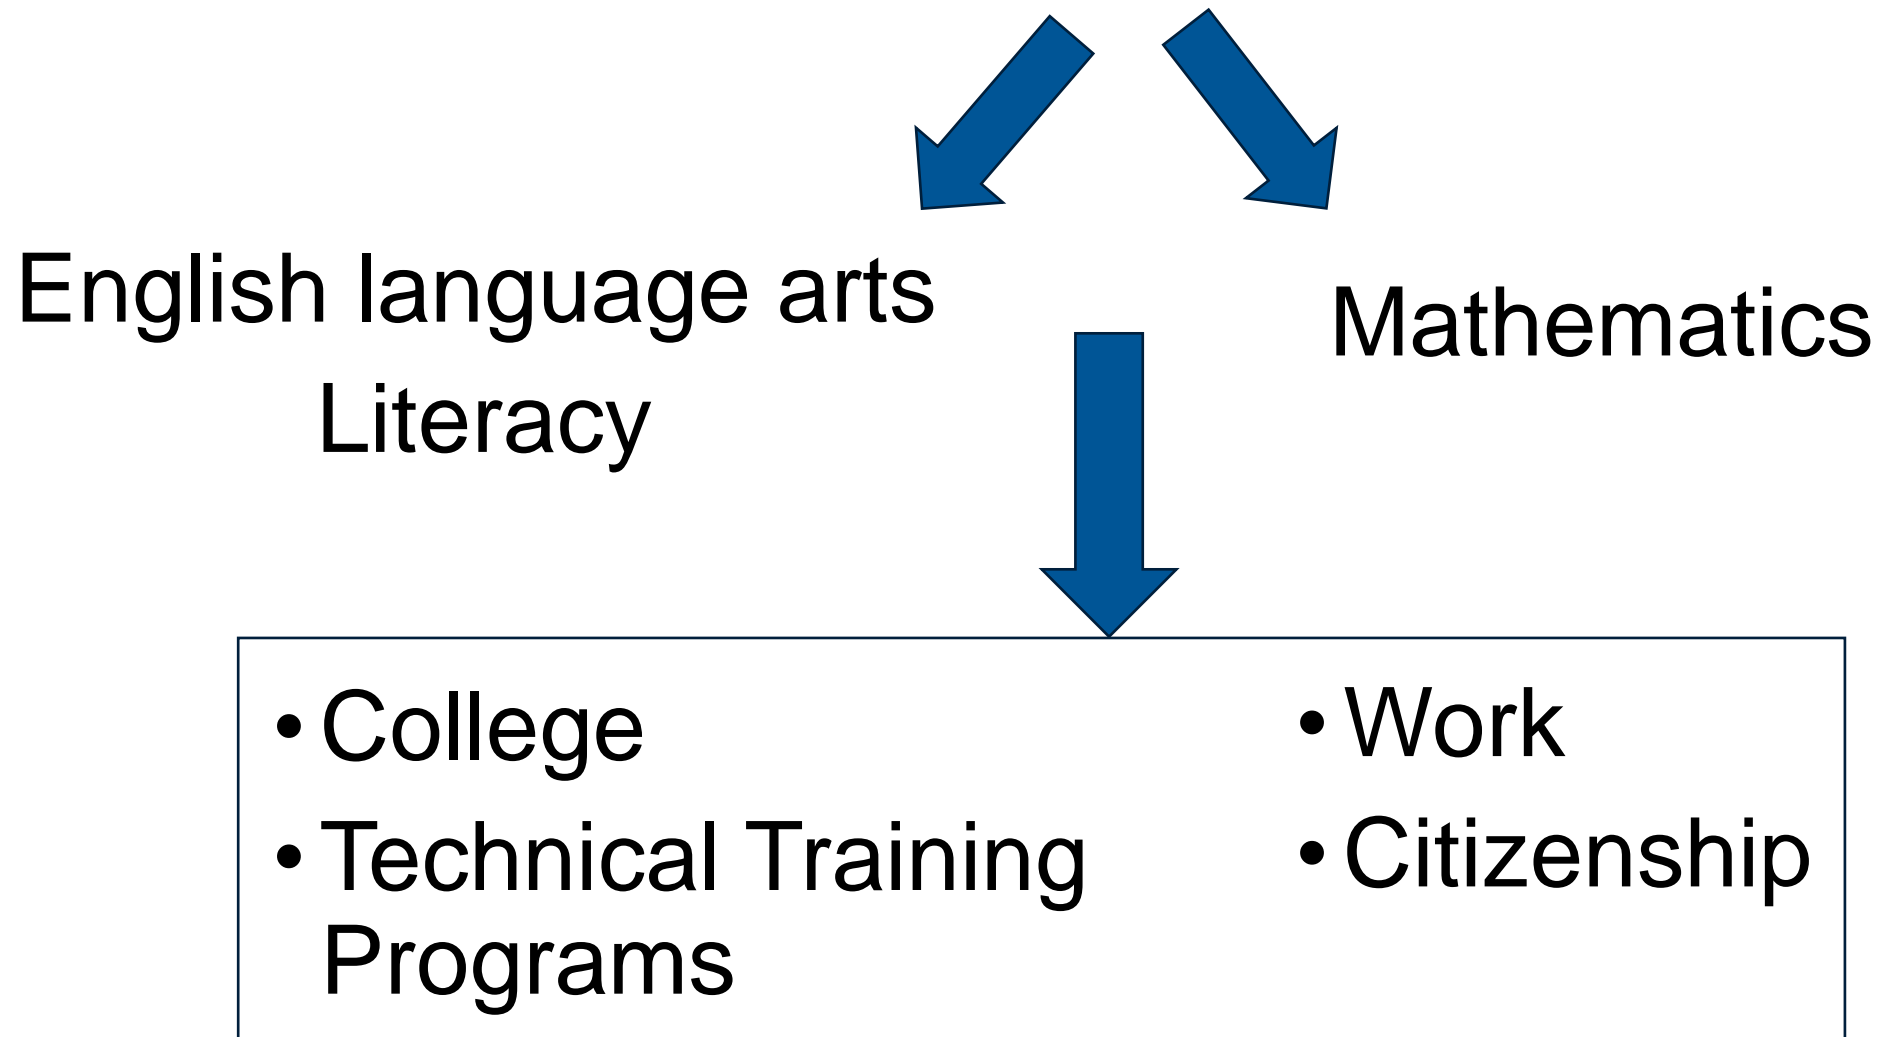 English language arts
Literacy
Mathematics
• College
• Technical Training
Programs
• Work
• Citizenship